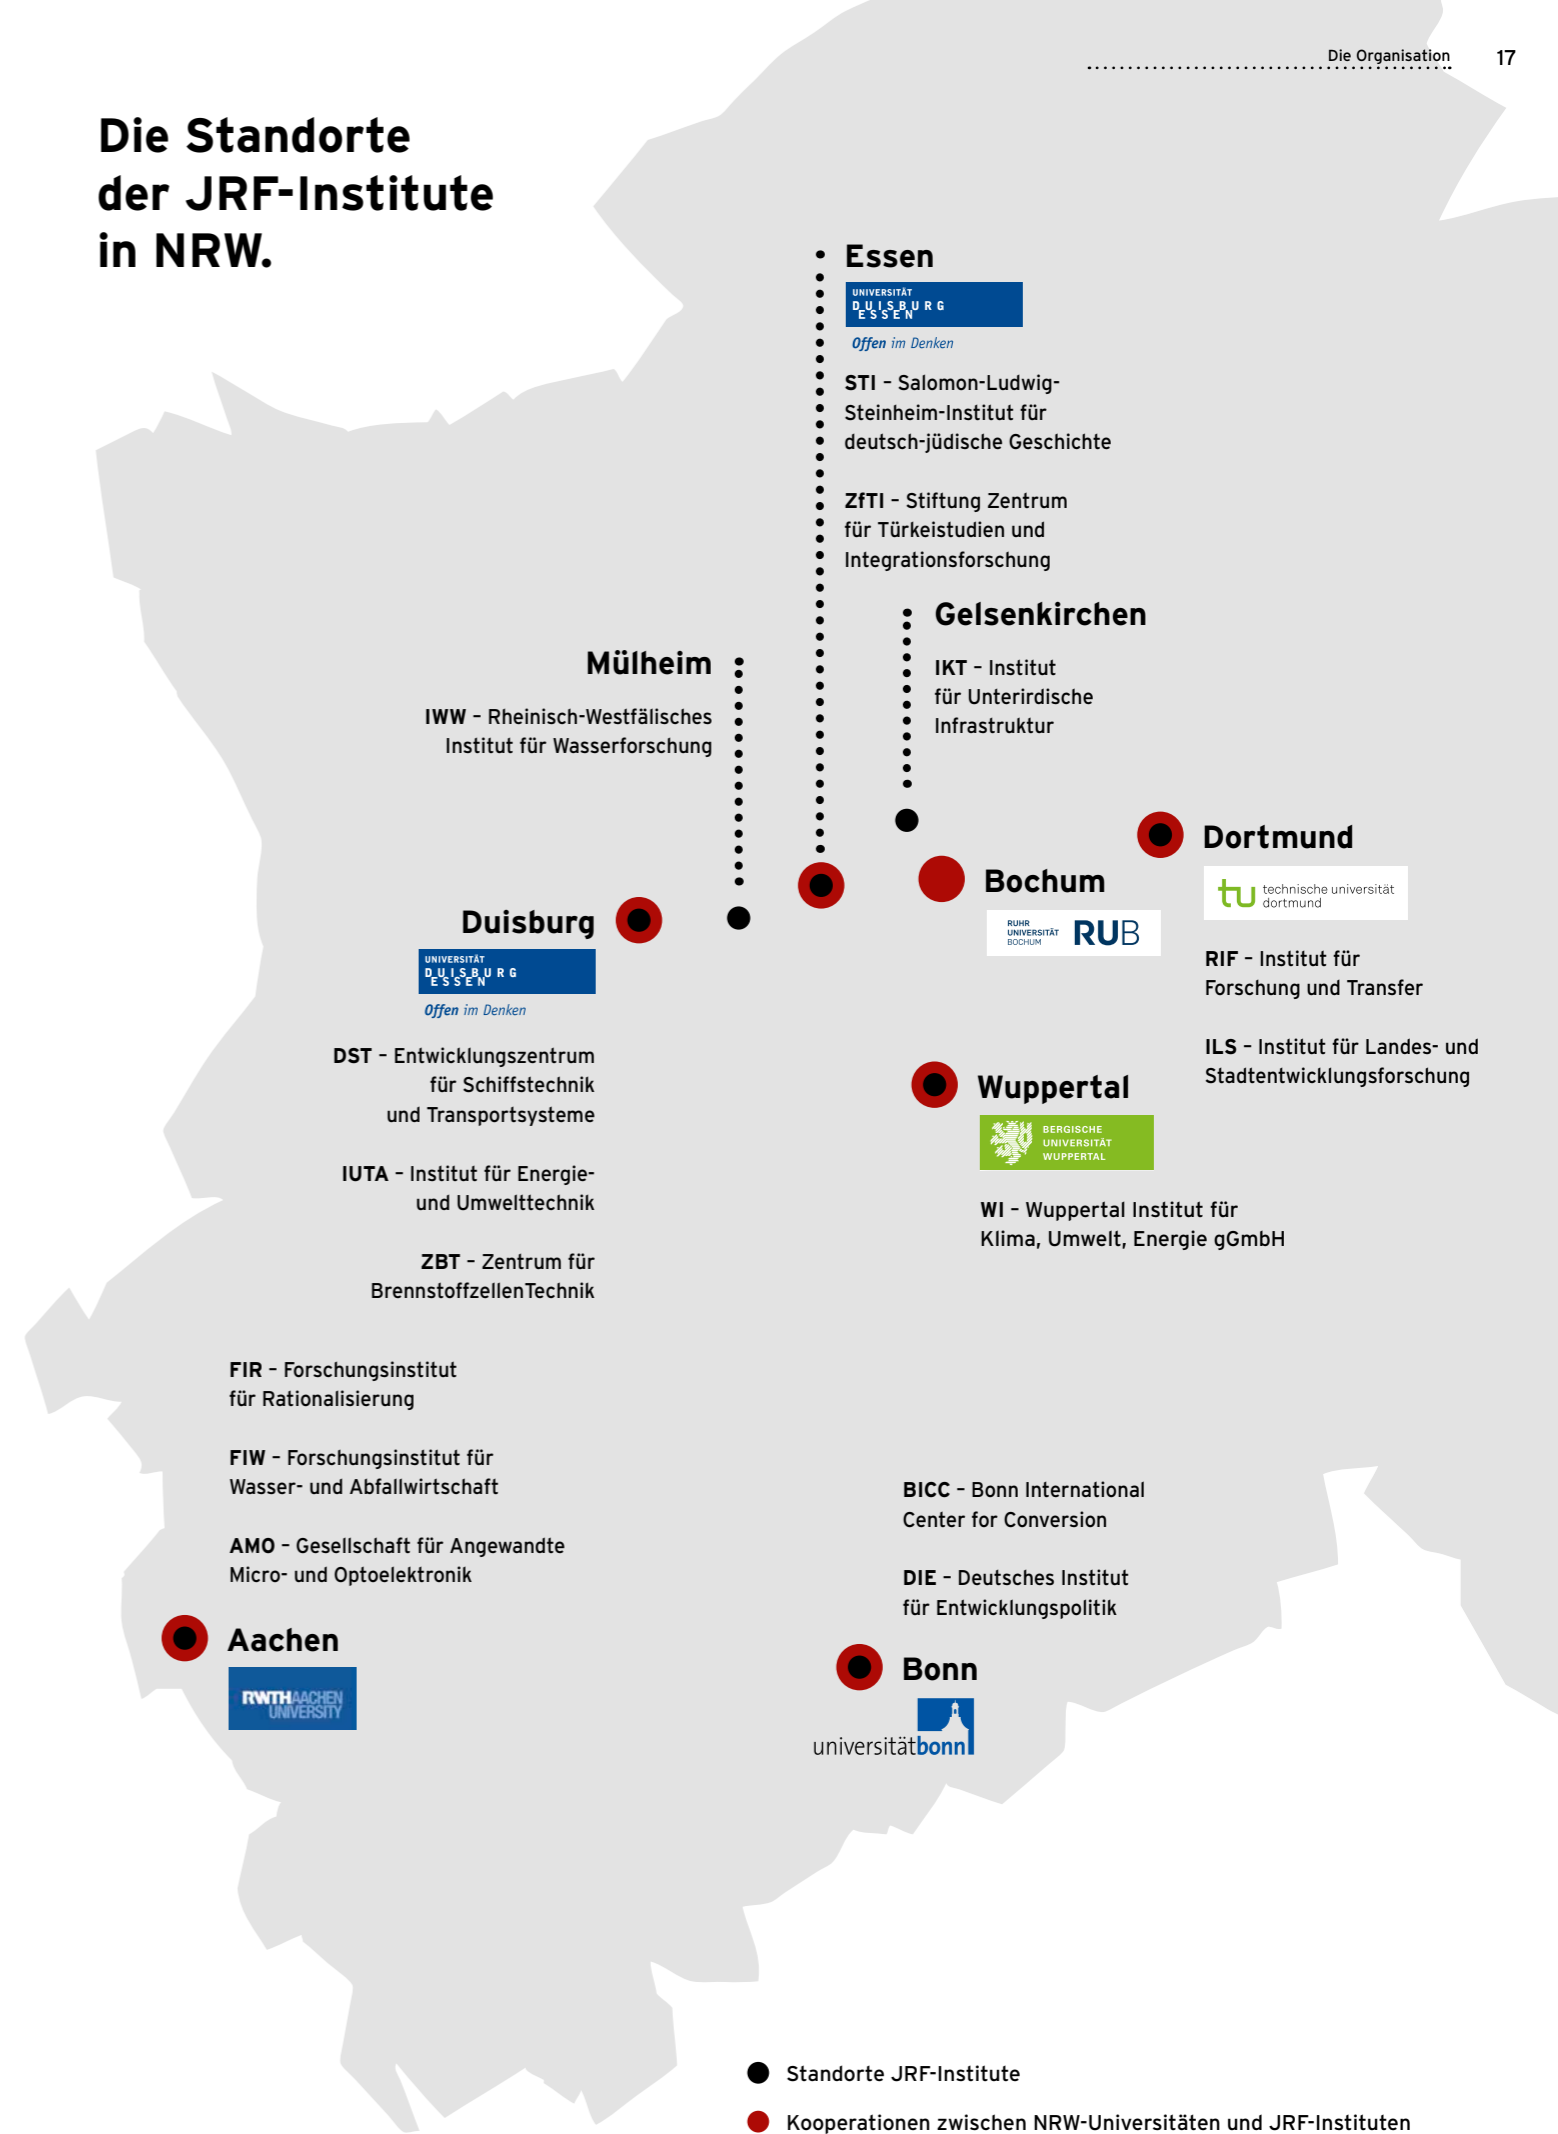 Die Organisation 17
Die Standorte
der JRF-Institute
in NRW.
Essen
UNIVERSITÄT
DUISBURG
ESSEN
Offen im Denken
STI – Salomon-Ludwig-
Steinheim-Institut für
deutsch-jüdische Geschichte
ZfTI – Stiftung Zentrum
für Türkeistudien und
Integrationsforschung
Gelsenkirchen
IKT – Institut
für Unterirdische
Infrastruktur
Mülheim
IWW – Rheinisch-Westfälisches
Institut für Wasserforschung
Dortmund
tu technische universität
dortmund
RIF – Institut für
Forschung und Transfer
ILS – Institut für Landes- und
Stadtentwicklungsforschung
Bochum
RUHR
UNIVERSITÄT
BOCHUM
RUB
Duisburg
UNIVERSITÄT
DUISBURG
ESSEN
Offen im Denken
DST – Entwicklungszentrum
für Schiffstechnik
und Transportsysteme
IUTA – Institut für Energie-
und Umwelttechnik
ZBT – Zentrum für
BrennstoffzellenTechnik
Wuppertal
BERGISCHE
UNIVERSITÄT
WUPPERTAL
WI – Wuppertal Institut für
Klima, Umwelt, Energie gGmbH
FIR – Forschungsinstitut
für Rationalisierung
FIW – Forschungsinstitut für
Wasser- und Abfallwirtschaft
AMO – Gesellschaft für Angewandte
Micro- und Optoelektronik
Aachen
RWTHAACHEN
UNIVERSITY
BICC – Bonn International
Center for Conversion
DIE – Deutsches Institut
für Entwicklungspolitik
Bonn
universitätbonn
Standorte JRF-Institute
Kooperationen zwischen NRW-Universitäten und JRF-Instituten